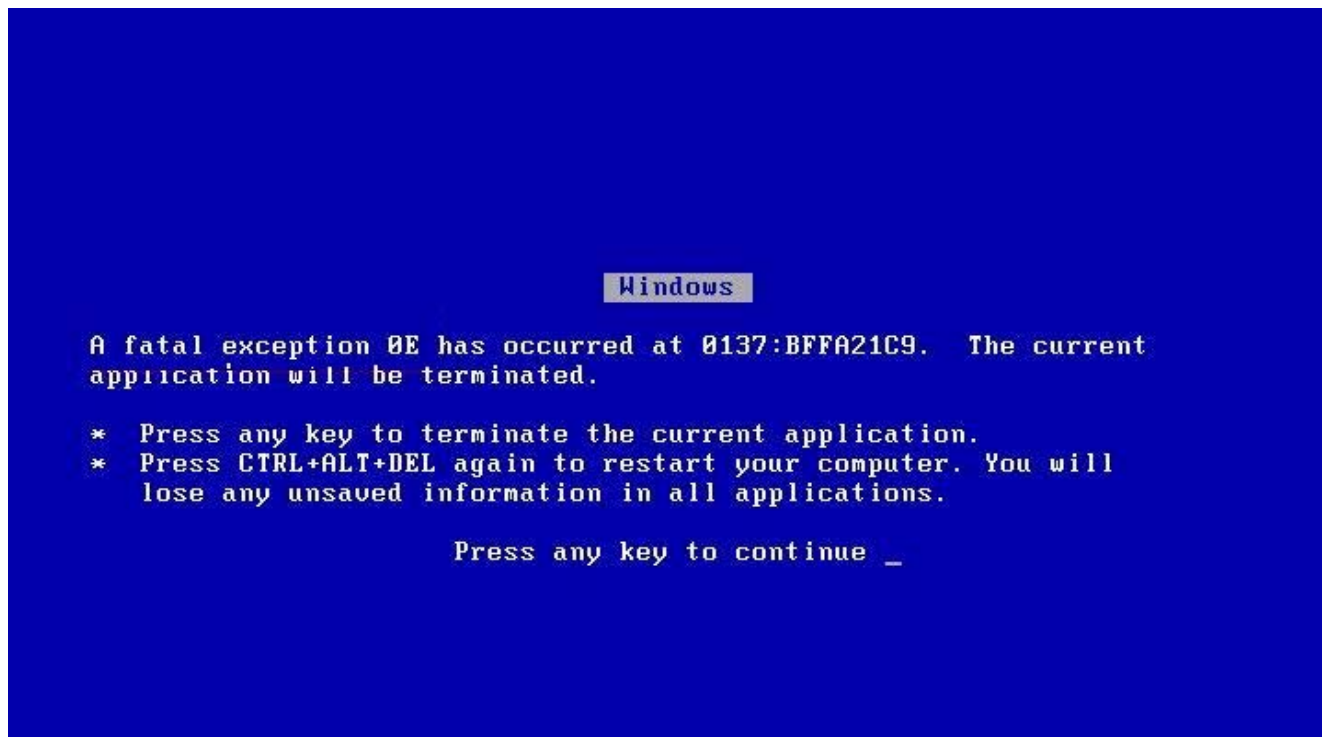 Windows
A fatal exception 0E has occurred at 0137:BFFA21C9. The current
application will be terminated.
* Press any key to terminate the current application.
* Press CTRL+ALT+DEL again to restart your computer. You will
lose any unsaved information in all applications.
Press any key to continue _